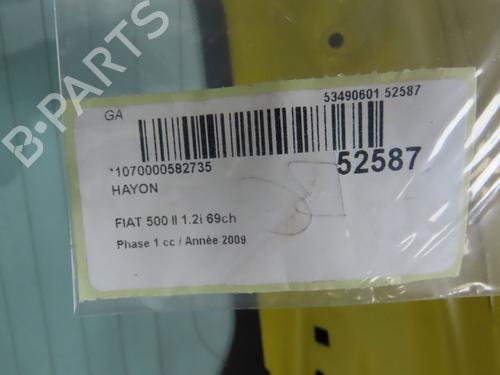 B-PARTS
GA
53490601 52587
*1070000582735
52587
HAYON
FIAT 500 II 1.2i 69ch
Phase 1 cc / Année 2009